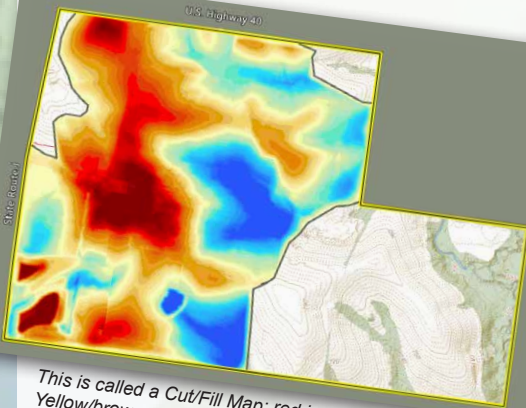 U.S. Highway 40
State Route 1
This is called a Cut/Fill Map: red
Yellow/brow